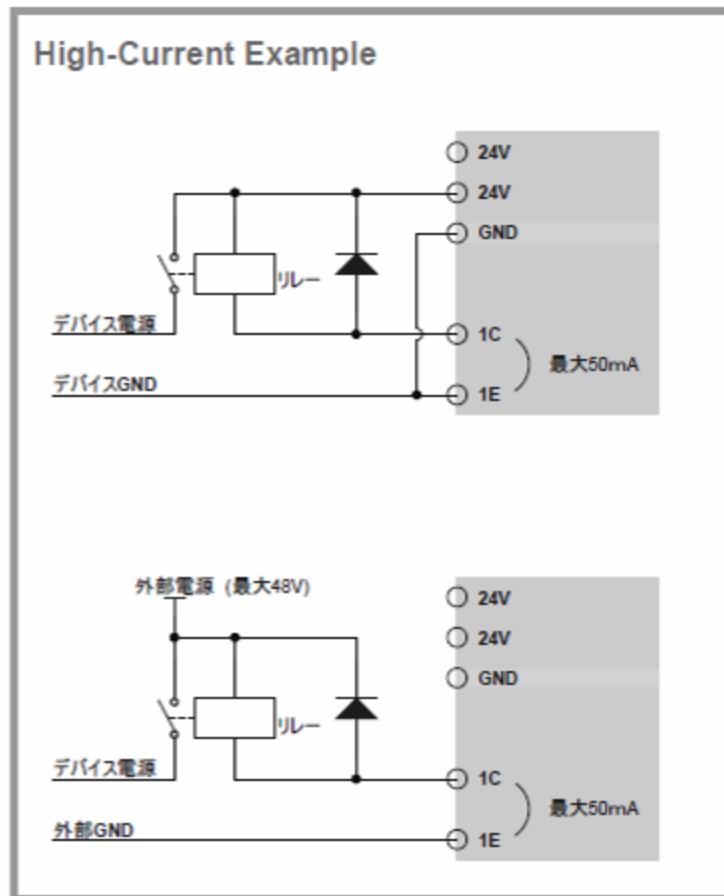 High-Current Example
24V
24V
GND
リレー
デバイス電源
1C
最大50mA
デバイスGND
1E
外部電源 (最大48V)
24V
24V
GND
リレー
デバイス電源
1C
最大50mA
外部GND
1E